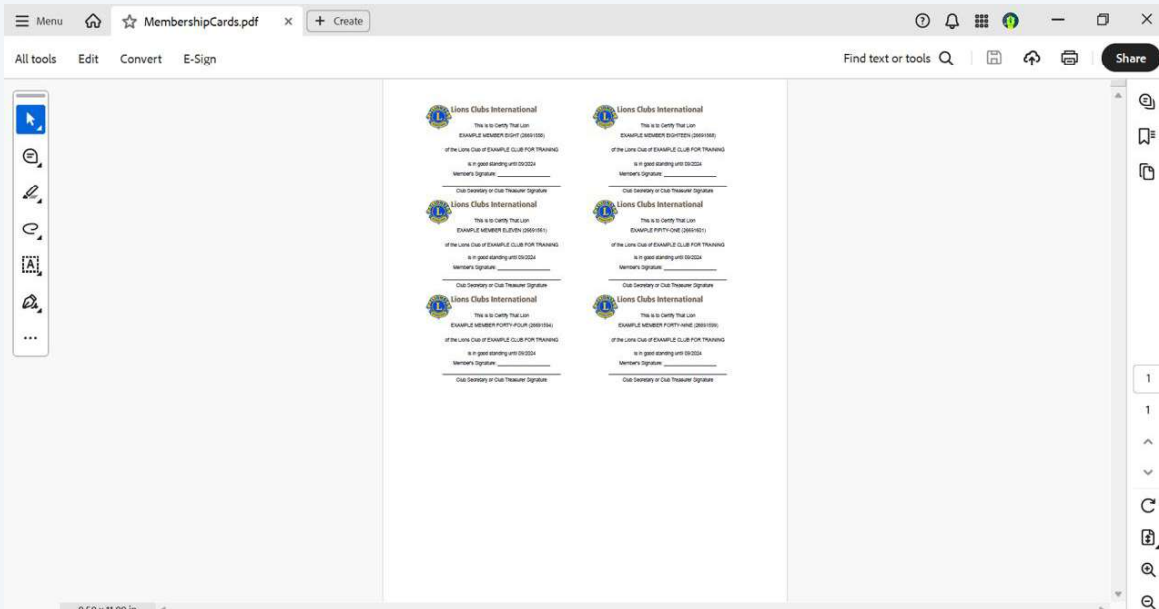 Menu
MembershipCards.pdf
+ Create
All tools
Edit
Convert
E-Sign
Find text or tools
Share
Lions Clubs International
This is to Certify That Lion
EXAMPLE MEMBER EIGHT (26691550)
of the Lions Club of EXAMPLE CLUB FOR TRAINING
is in good standing until 09/2024
Member's Signature:
Club Secretary or Club Treasurer Signature
Lions Clubs International
This is to Certify That Lion
EXAMPLE MEMBER EIGHTEEN (26691568)
of the Lions Club of EXAMPLE CLUB FOR TRAINING
is in good standing until 09/2024
Member's Signature:
Club Secretary or Club Treasurer Signature
Lions Clubs International
This is to Certify That Lion
EXAMPLE MEMBER ELEVEN (26691561)
of the Lions Club of EXAMPLE CLUB FOR TRAINING
is in good standing until 09/2024
Member's Signature:
Club Secretary or Club Treasurer Signature
Lions Clubs International
This is to Certify That Lion
EXAMPLE FIFITY-ONE (26691601)
of the Lions Club of EXAMPLE CLUB FOR TRAINING
is in good standing until 09/2024
Member's Signature:
Club Secretary or Club Treasurer Signature
Lions Clubs International
This is to Certify That Lion
EXAMPLE MEMBER FORTY-FOUR (26691594)
of the Lions Club of EXAMPLE CLUB FOR TRAINING
is in good standing until 09/2024
Member's Signature:
Club Secretary or Club Treasurer Signature
Lions Clubs International
This is to Certify That Lion
EXAMPLE MEMBER FORTY-NINE (26691599)
of the Lions Club of EXAMPLE CLUB FOR TRAINING
is in good standing until 09/2024
Member's Signature:
Club Secretary or Club Treasurer Signature
1
1